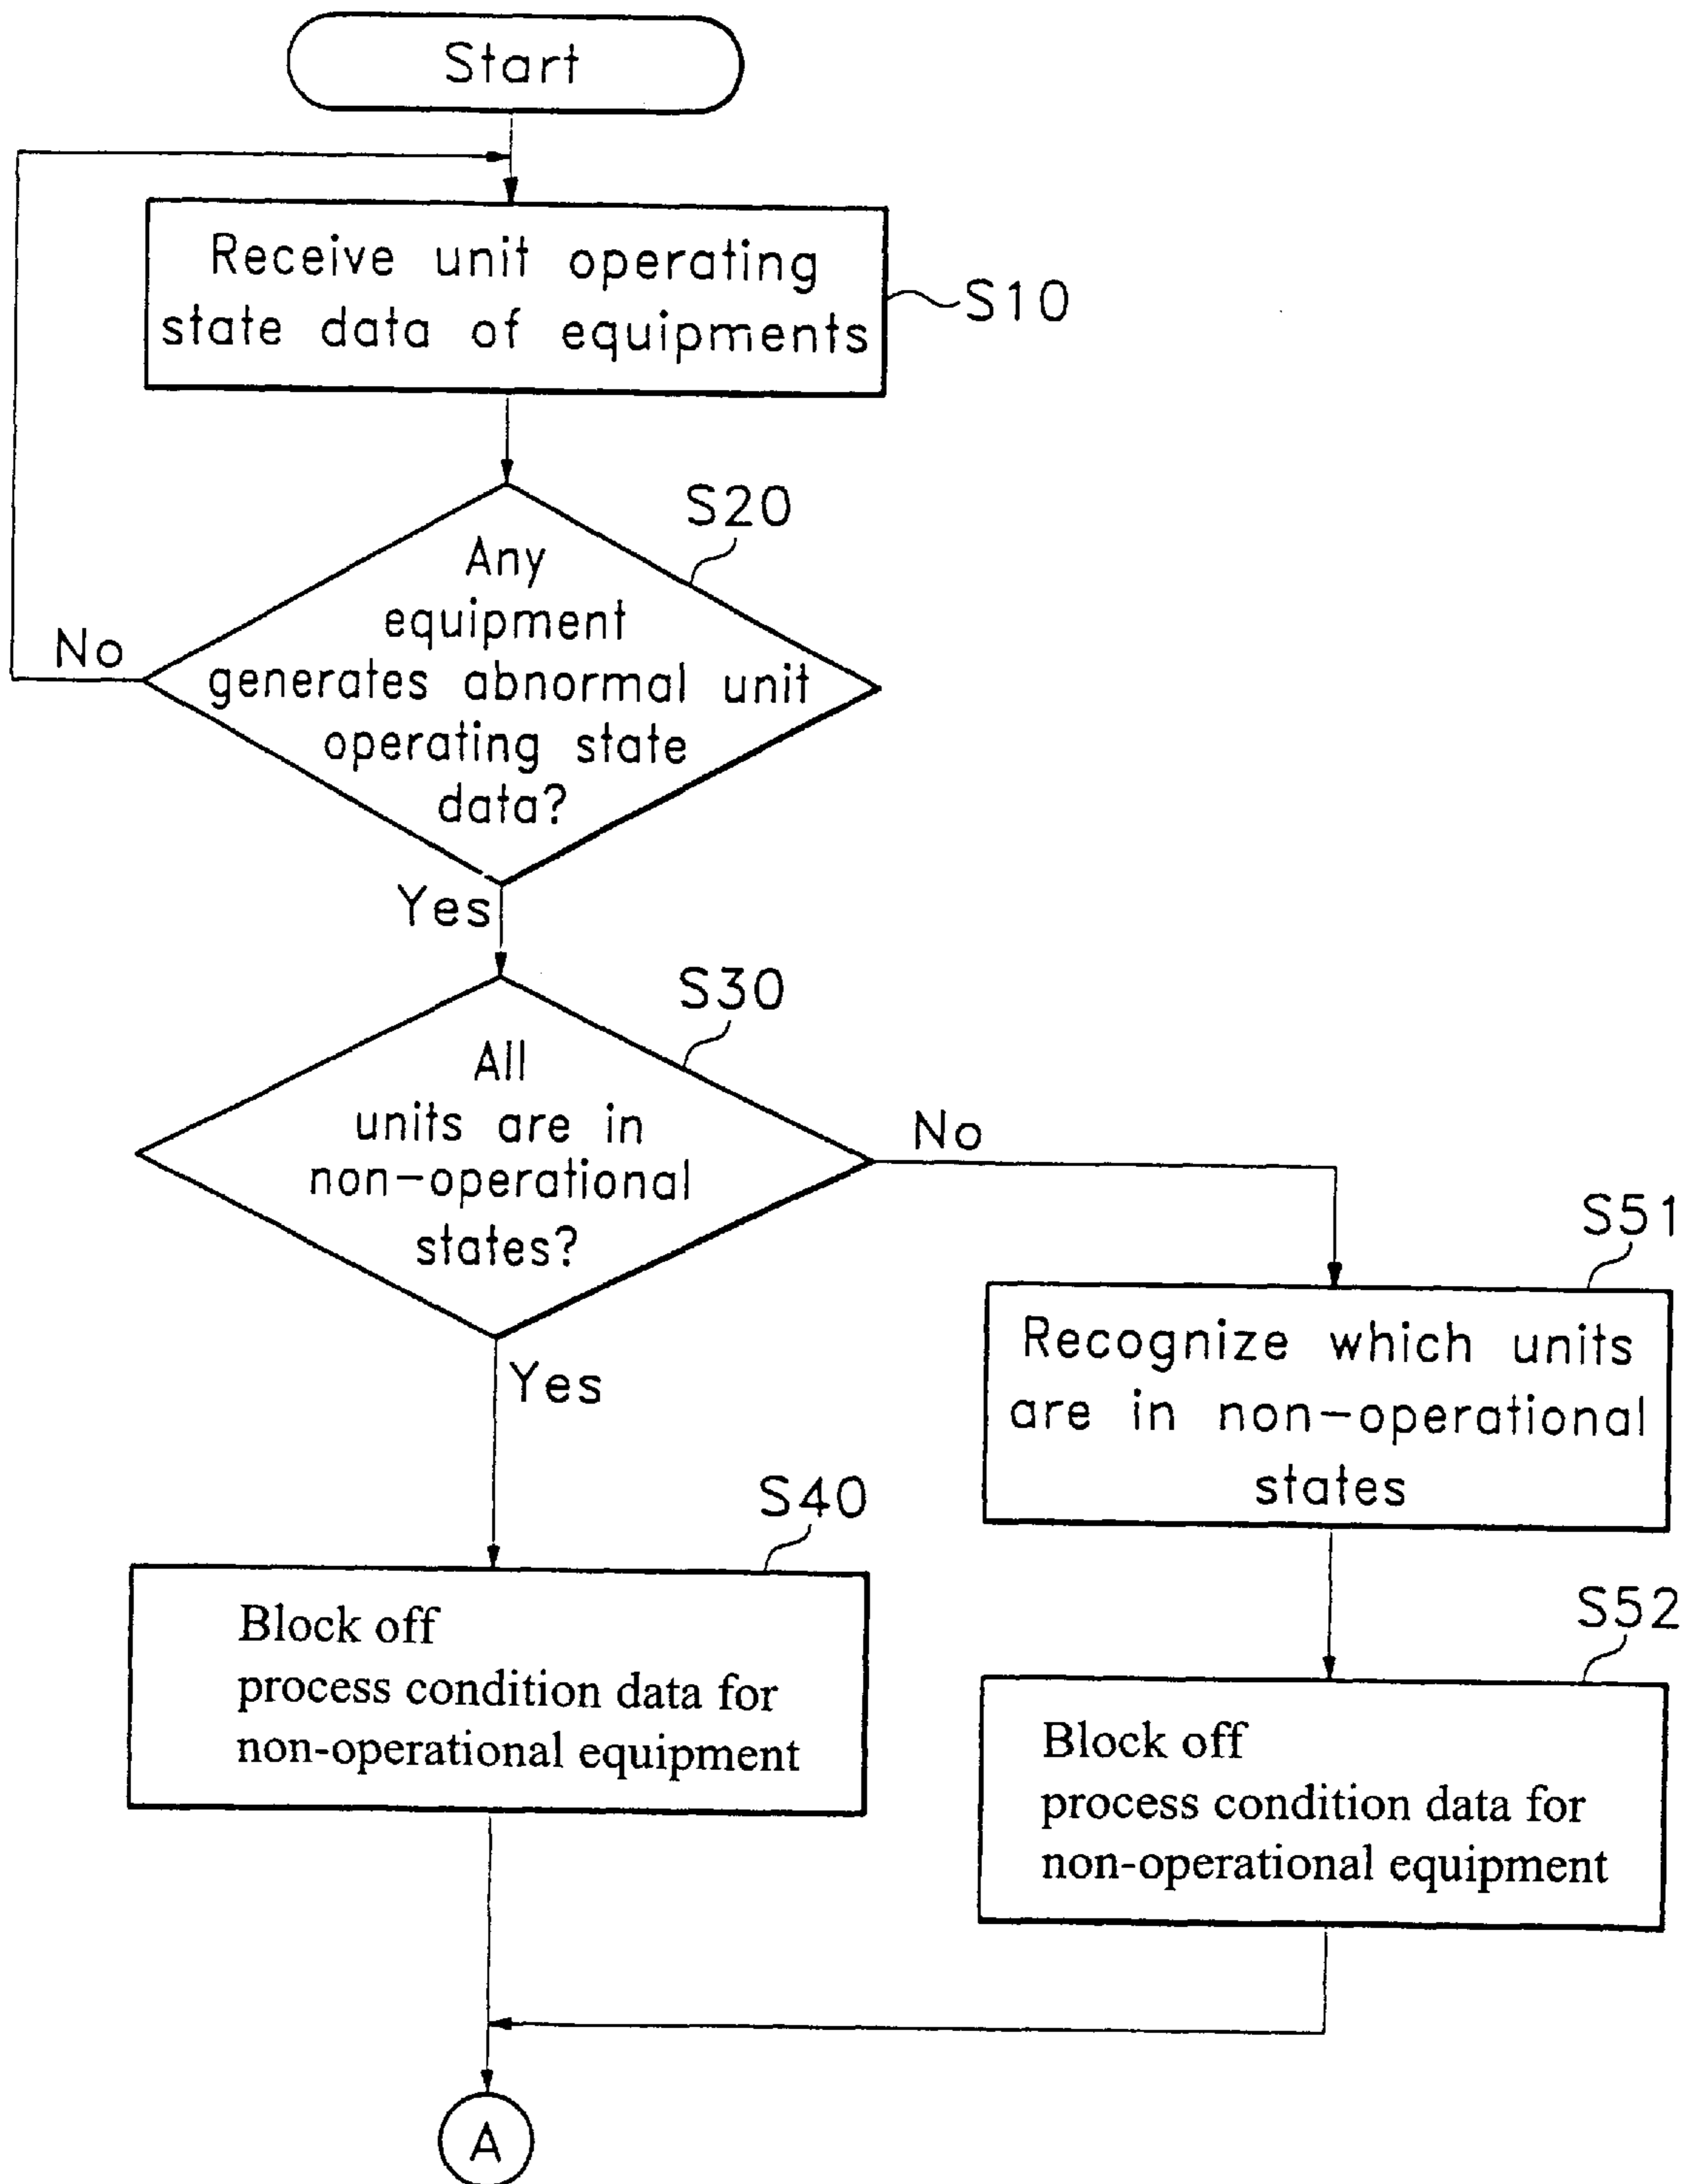 Start
Receive unit operating
state data of equipments
S10
S20
Any
equipment
generates abnormal unit
operating state
data?
No
Yes
S30
All
units are in
non-operational
states?
No
Yes
S51
Recognize which units
are in non-operational
states
S40
Block off
process condition data for
non-operational equipment
S52
Block off
process condition data for
non-operational equipment
A